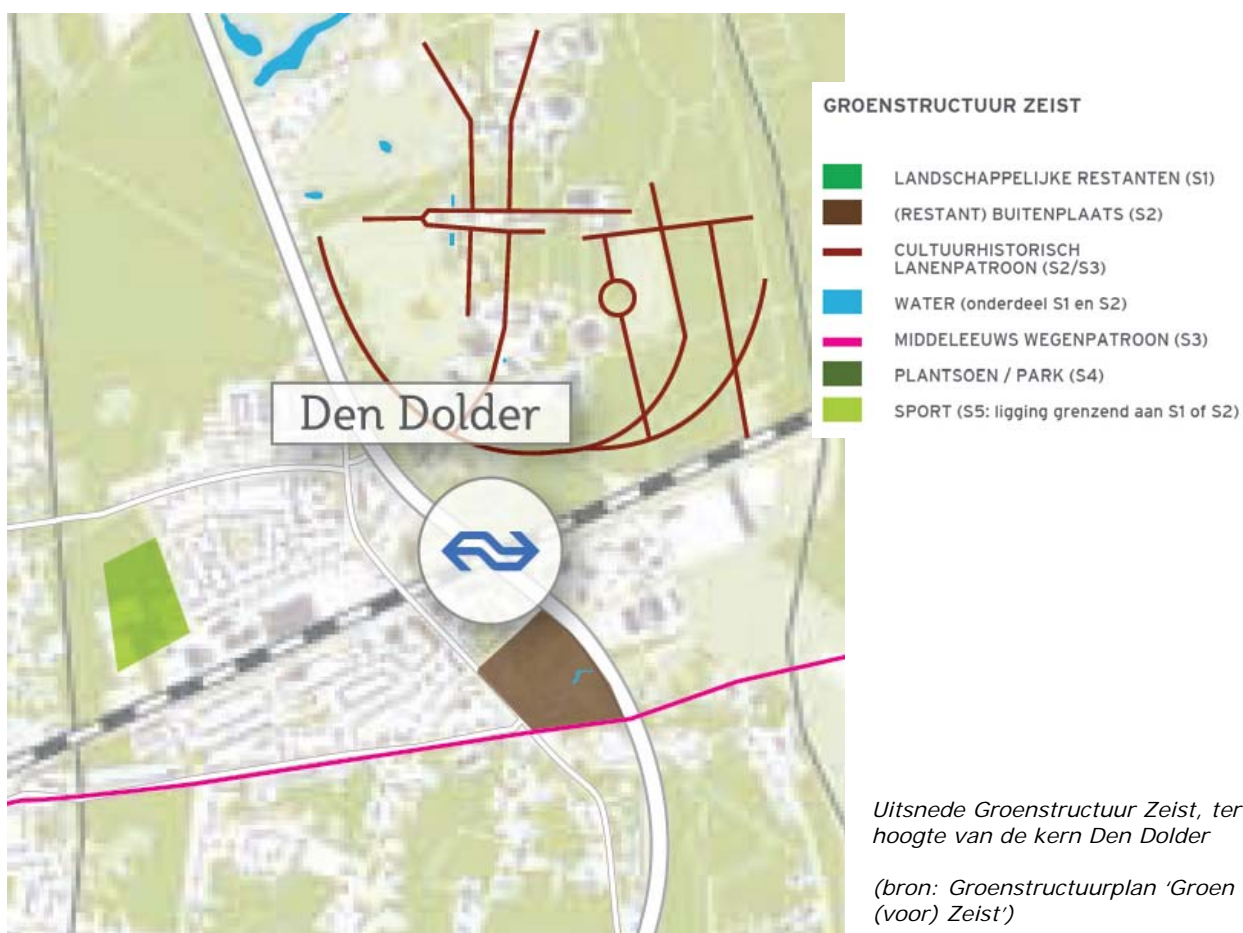 GROENSTRUCTUUR ZEIST
LANDSCHAPPELIJKE RESTANTEN (S1)
(RESTANT) BUITENPLAATS (S2)
CULTUURHISTORISCH
LANENPATROON (S2/S3)
WATER (onderdeel S1 en S2)
MIDDELEEUWS WEGENPATROON (S3)
PLANTSOEN / PARK (S4)
SPORT (S5: ligging grenzend aan S1 of S2)
Den Dolder
Uitsnede Groenstructuur Zeist, ter
hoogte van de kern Den Dolder
(bron: Groenstructuurplan ‘Groen
(voor) Zeist’)